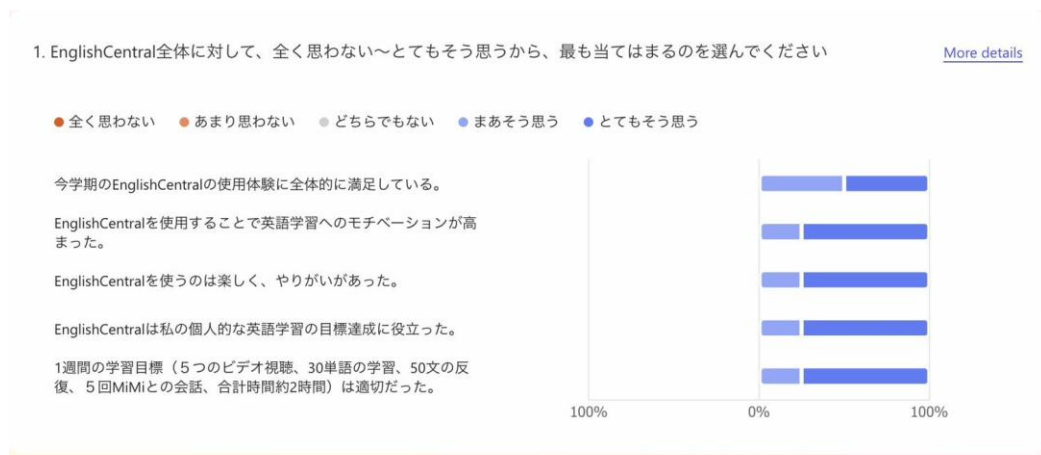 1. EnglishCentral全体に対して、全く思わない～とてもそう思うから、最も当てはまるのを選んでください
More details
全く思わない
あまり思わない
どちらでもない
まあそう思う
とてもそう思う
今学期のEnglishCentralの使用体験に全体的に満足している。
EnglishCentralを使用することで英語学習へのモチベーションが高
まった。
EnglishCentralを使うのは楽しく、やりがいがあった。
EnglishCentralは私の個人的な英語学習の目標達成に役立った。
1週間の学習目標（５つのビデオ視聴、30単語の学習、50文の反
復、５回MiMiとの会話、合計時間約2時間）は適切だった。
100%
0%
100%